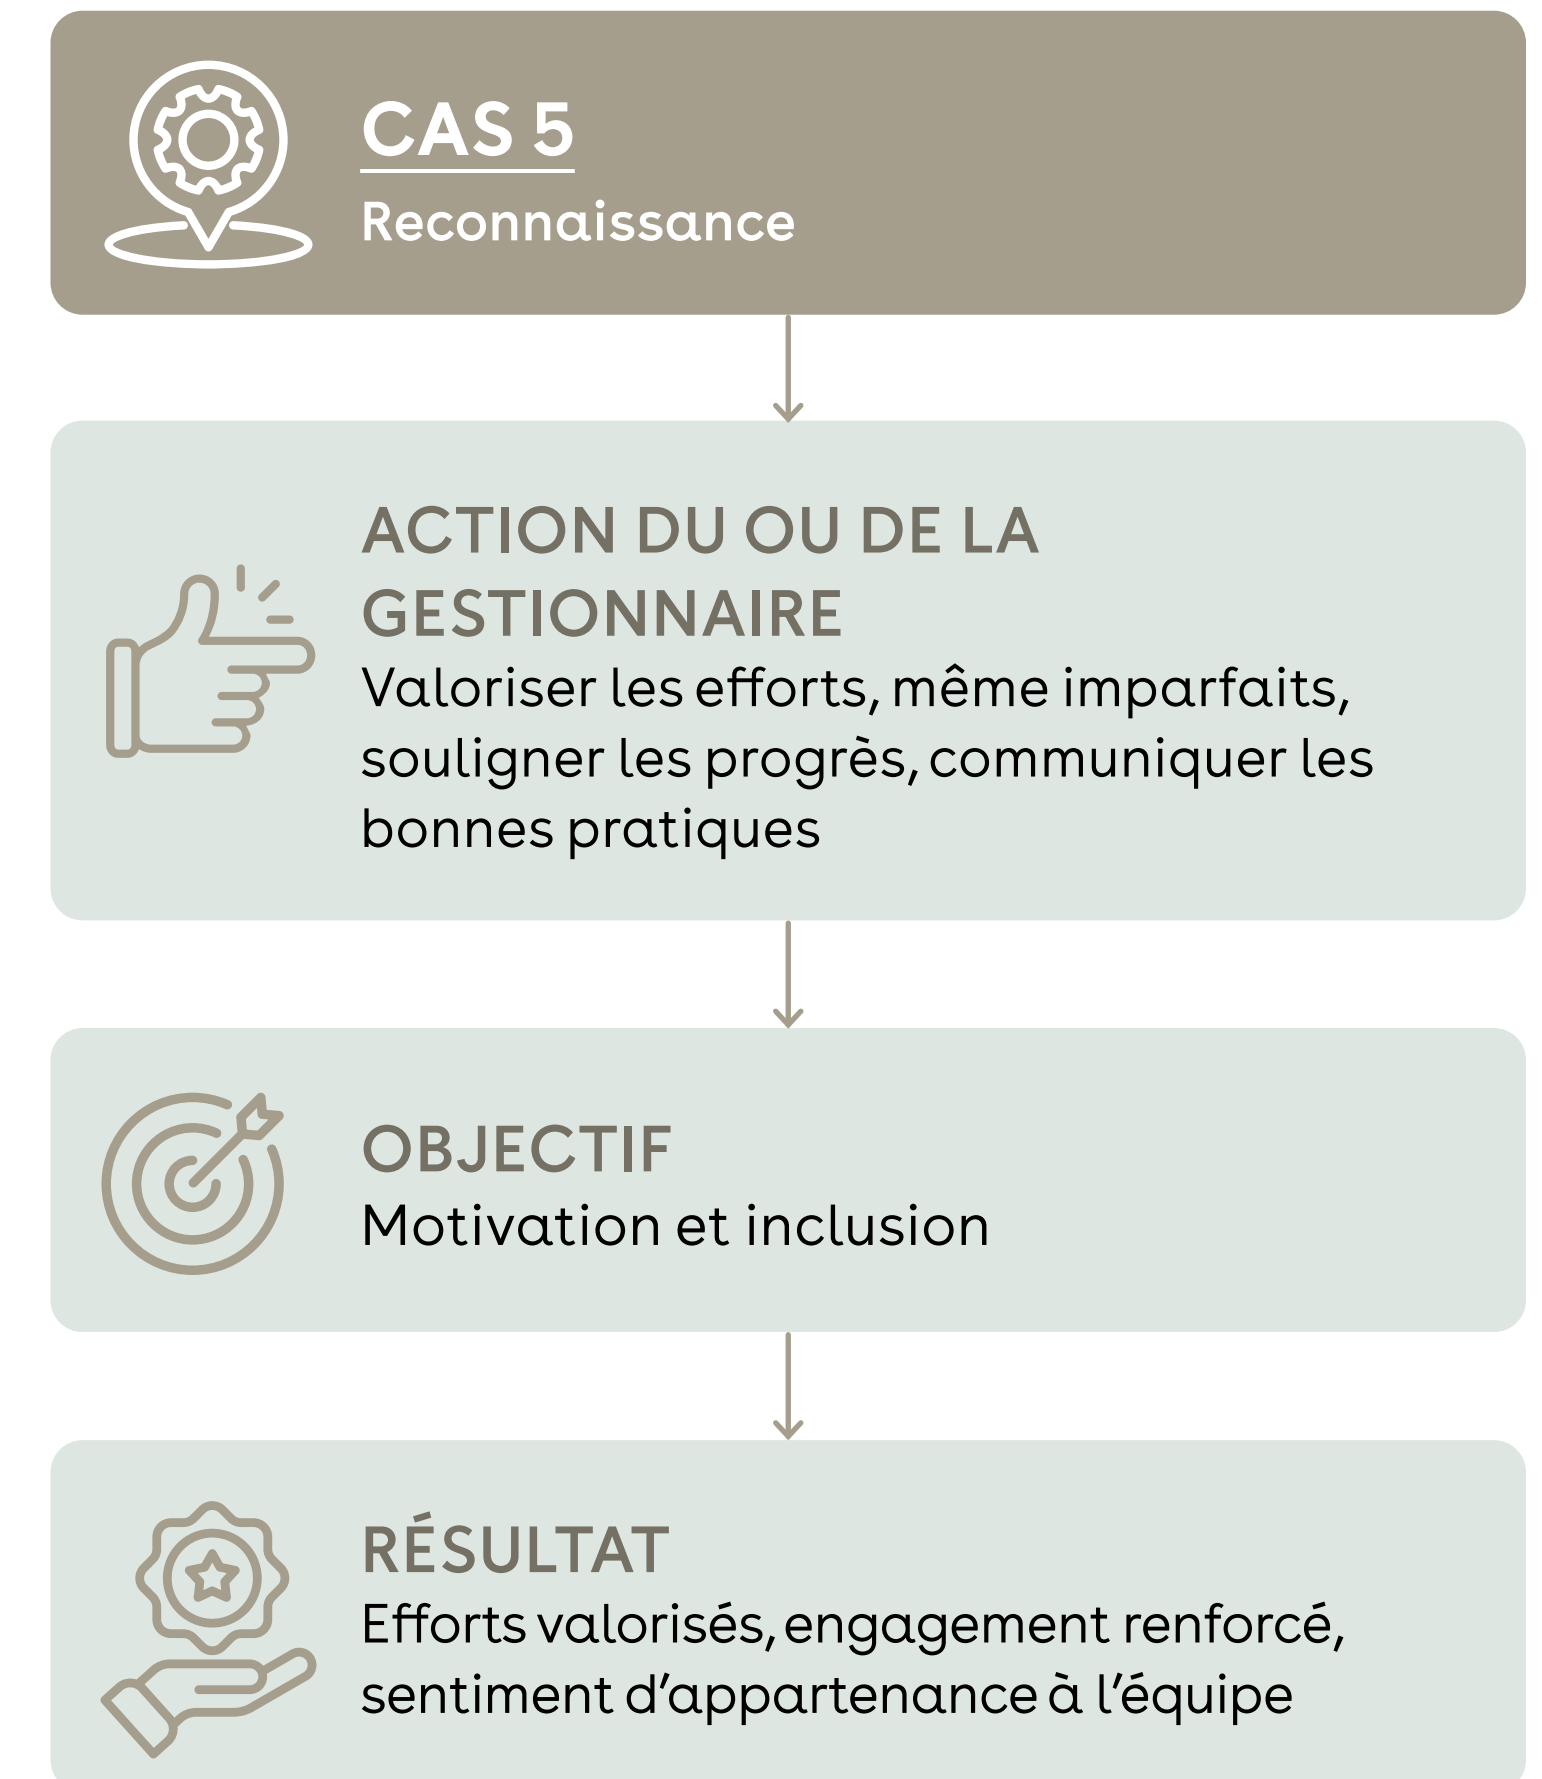 CAS 5
Reconnaissance
ACTION DU OU DE LA
GESTIONNAIRE
Valoriser les efforts, même imparfaits,
souligner les progrès, communiquer les
bonnes pratiques
OBJECTIF
Motivation et inclusion
RÉSULTAT
Efforts valorisés, engagement renforcé,
sentiment d’appartenance à l’équipe